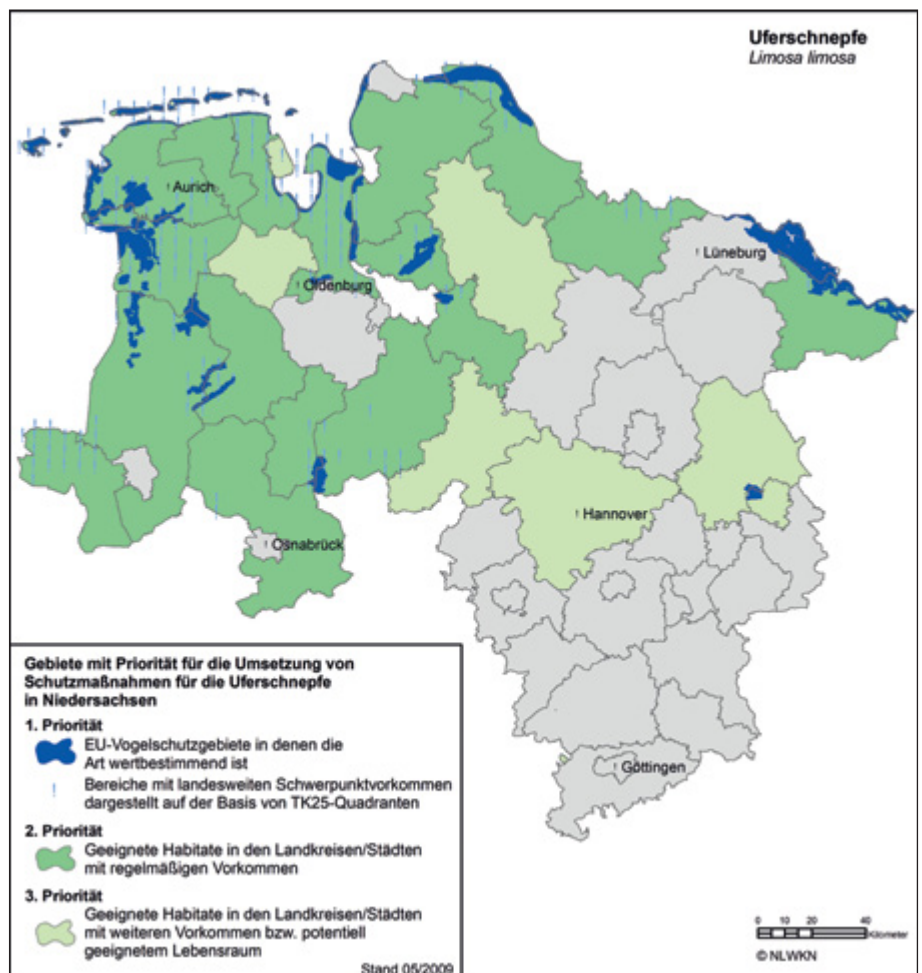 Uferschnepfe
Limosa limosa
Aurich
Lüneburg
Oldenburg
Hannover
Osnabrück
Göttingen
Gebiete mit Priorität für die Umsetzung von
Schutzmaßnahmen für die Uferschnepfe
in Niedersachsen
1. Priorität
EU-Vogelschutzgebiete in denen die
Art wertbestimmend ist
Bereiche mit landesweiten Schwerpunktvorkommen
dargestellt auf der Basis von TK25-Quadranten
2. Priorität
Geeignete Habitate in den Landkreisen/Städten
mit regelmäßigen Vorkommen
3. Priorität
Geeignete Habitate in den Landkreisen/Städten
mit weiteren Vorkommen bzw. potentiell
geeignetem Lebensraum
Stand 05/2009
0 5 10 20 30 40
Kilometer
© NLWKN